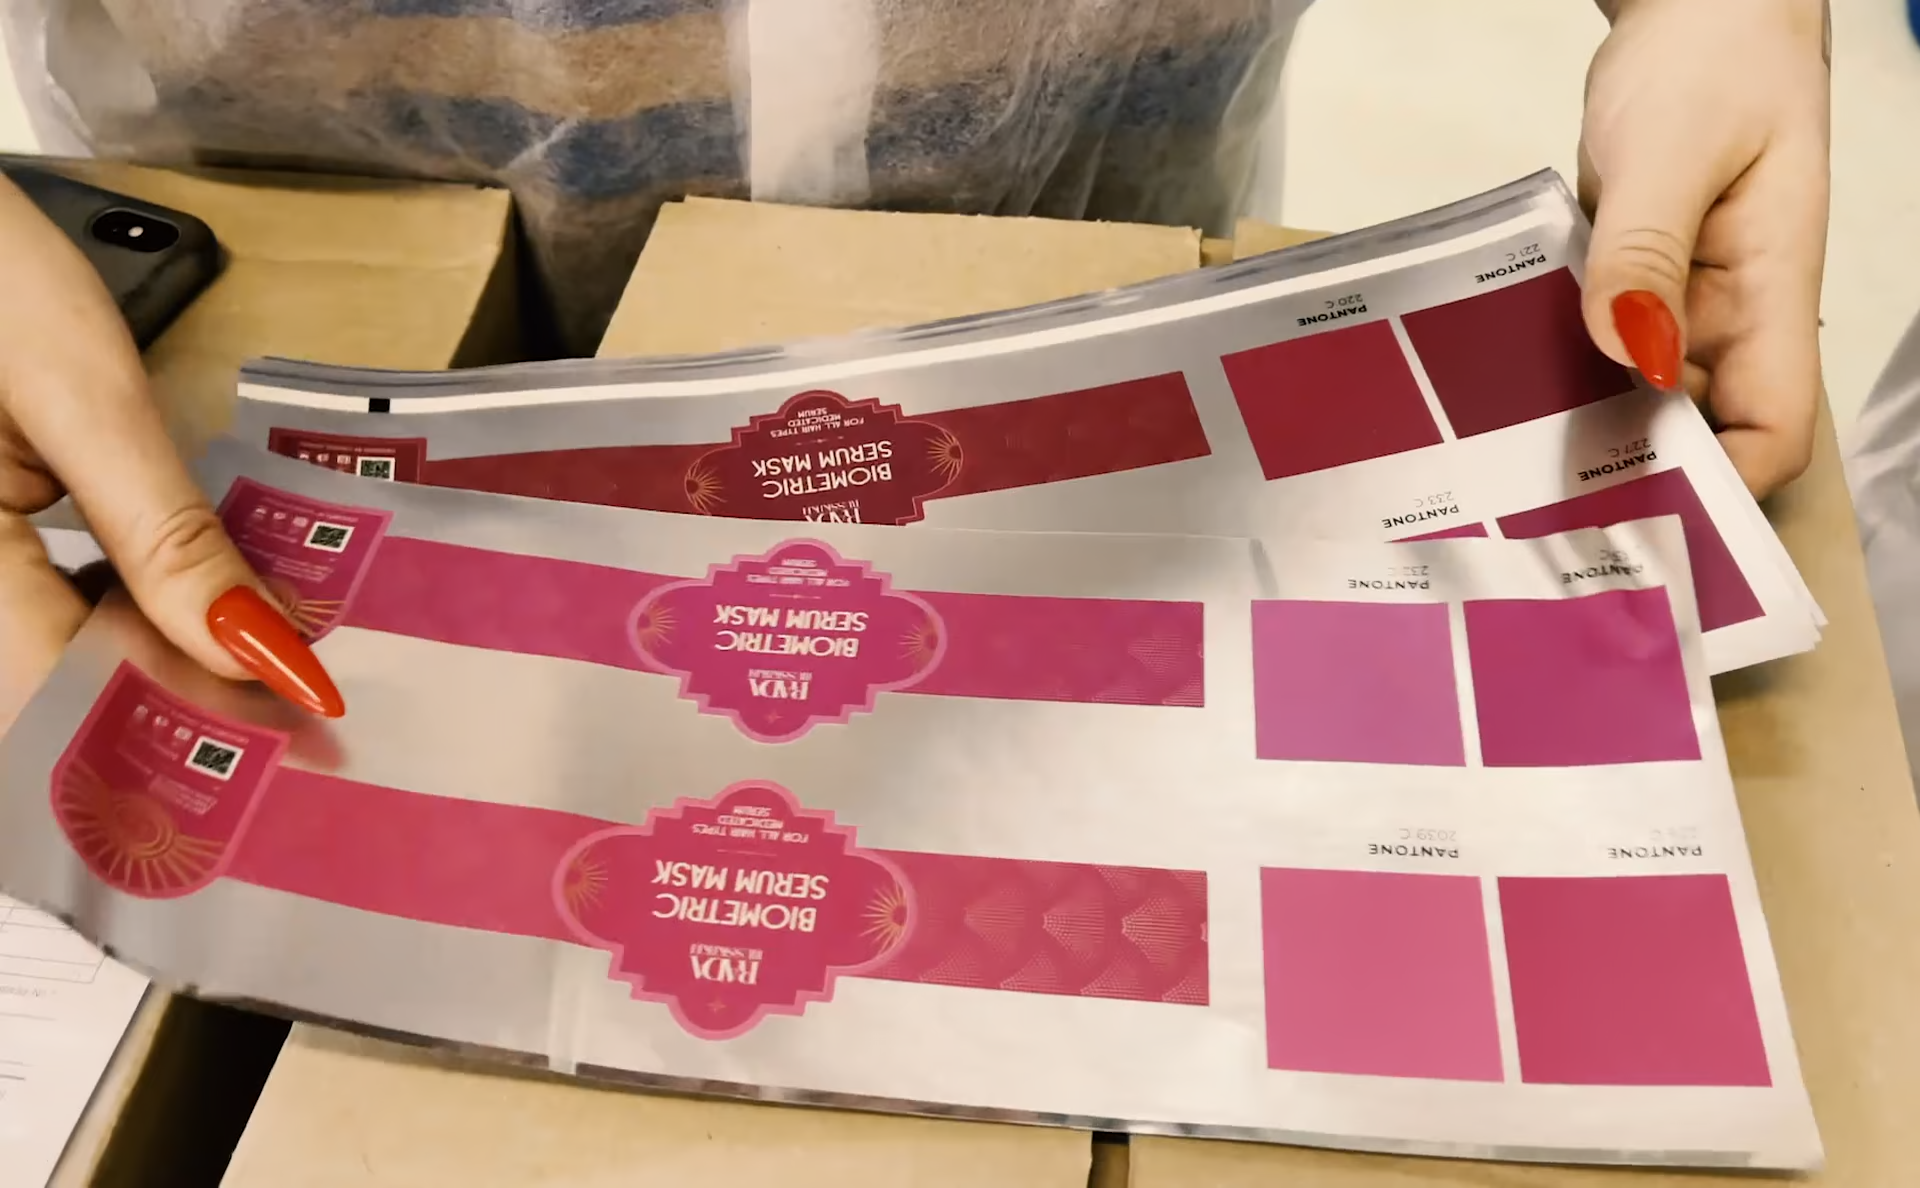 PANTONE
221 C
PANTONE
220 C
BIOMETRIC
SERUM MASK
FOR ALL HAIR TYPES
MEDICATED
SERUM
PANTONE
227 C
PANTONE
233 C
PANTONE
PANTONE
232 C
RADA
RUSSKIKH
BIOMETRIC
SERUM MASK
FOR ALL HAIR TYPES
MEDICATED
SERUM
PANTONE
PANTONE
2039 C
RADA
RUSSKIKH
BIOMETRIC
SERUM MASK
FOR ALL HAIR TYPES
MEDICATED
SERUM